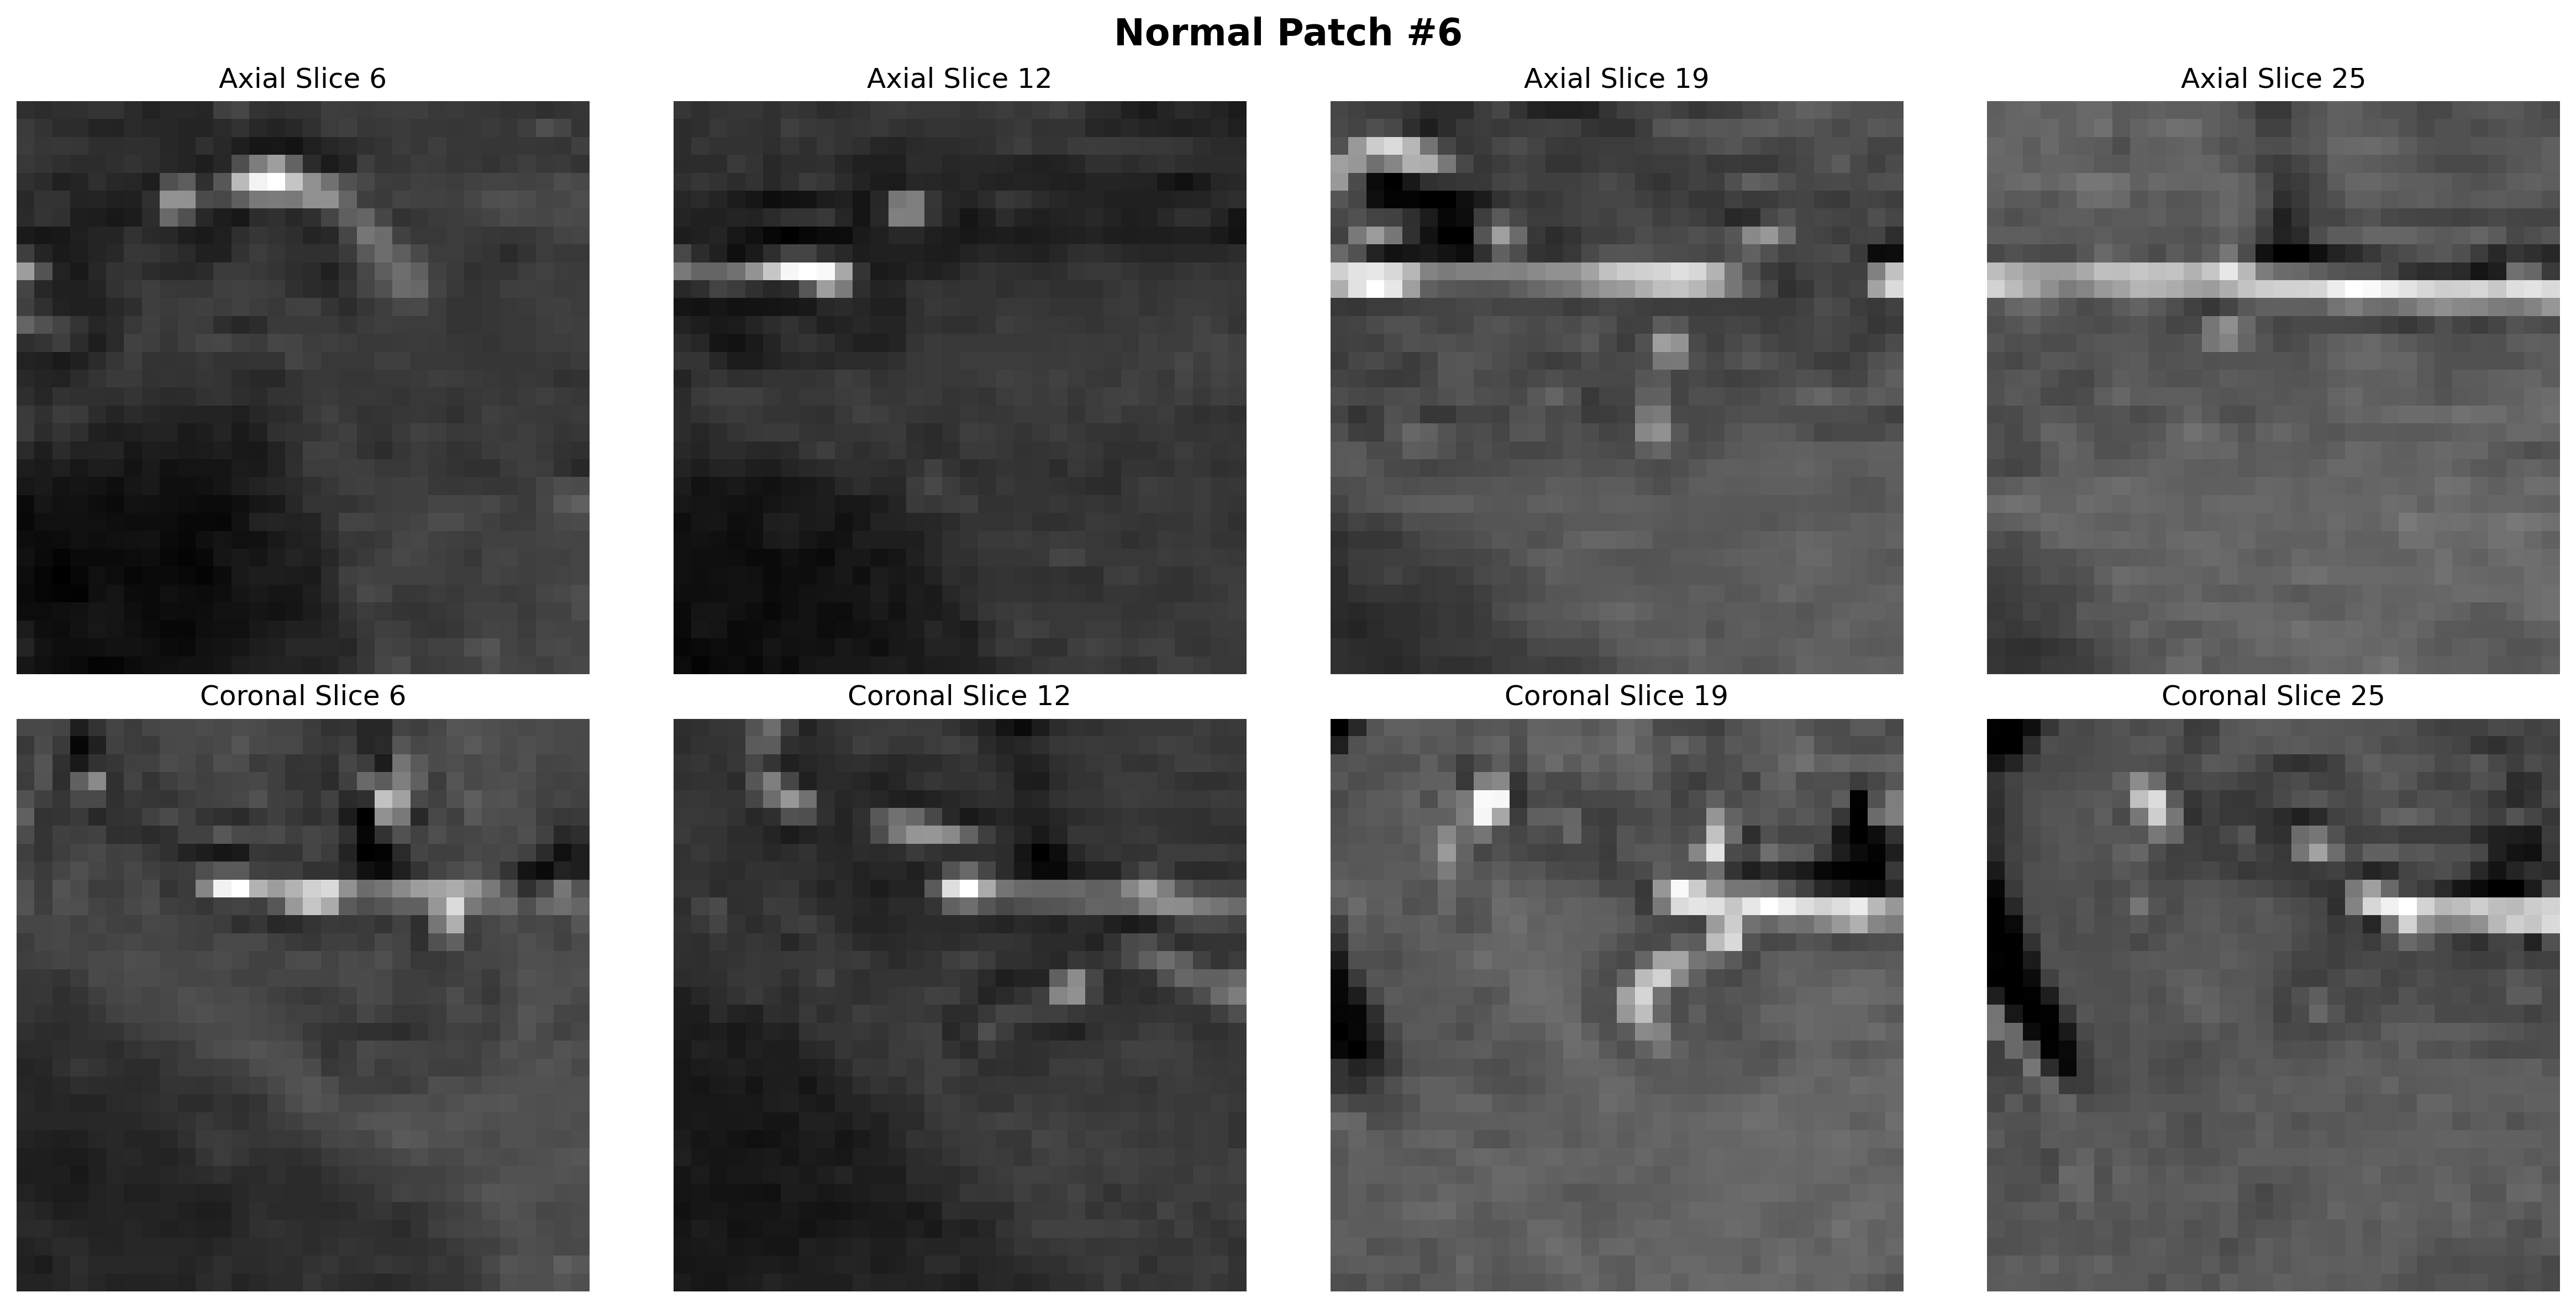 Normal Patch #6
Axial Slice 6
Axial Slice 12
Axial Slice 19
Axial Slice 25
Coronal Slice 6
Coronal Slice 12
Coronal Slice 19
Coronal Slice 25